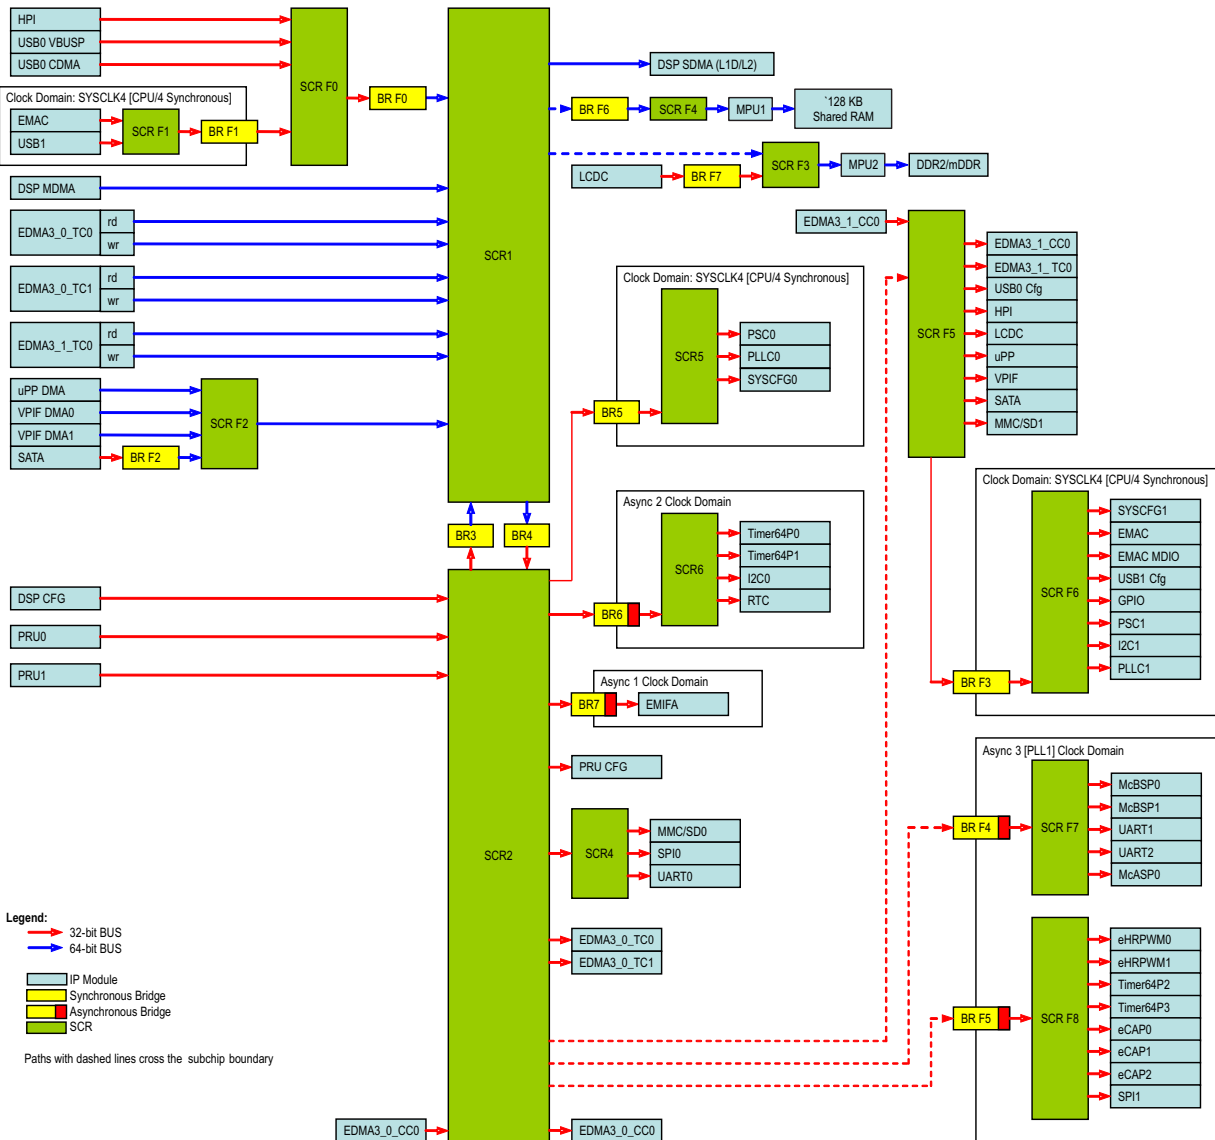 HPI
USB0 VBUSP
USB0 CDMA
SCR F0
BR F0
Clock Domain: SYSCLK4 [CPU/4 Synchronous]
EMAC
USB1
SCR F1
BR F1
DSP MDMA
EDMA3_0_TC0
rd
wr
EDMA3_0_TC1
rd
wr
EDMA3_1_TC0
rd
wr
uPP DMA
VPIF DMA0
VPIF DMA1
SATA
BR F2
SCR F2
SCR1
DSP SDMA (L1D/L2)
BR F6
SCR F4
MPU1
`128 KB
Shared RAM
LCDC
BR F7
SCR F3
MPU2
DDR2/mDDR
EDMA3_1_CC0
SCR F5
EDMA3_1_CC0
EDMA3_1_ TC0
USB0 Cfg
HPI
LCDC
uPP
VPIF
SATA
MMC/SD1
Clock Domain: SYSCLK4 [CPU/4 Synchronous]
SCR5
PSC0
PLLC0
SYSCFG0
BR5
Async 2 Clock Domain
SCR6
Timer64P0
Timer64P1
I2C0
RTC
BR6
BR3
BR4
DSP CFG
PRU0
PRU1
SCR2
Async 1 Clock Domain
BR7
EMIFA
PRU CFG
SCR4
MMC/SD0
SPI0
UART0
EDMA3_0_TC0
EDMA3_0_TC1
Clock Domain: SYSCLK4 [CPU/4 Synchronous]
SCR F6
SYSCFG1
EMAC
EMAC MDIO
USB1 Cfg
GPIO
PSC1
I2C1
PLLC1
BR F3
Async 3 [PLL1] Clock Domain
BR F4
SCR F7
McBSP0
McBSP1
UART1
UART2
McASP0
BR F5
SCR F8
eHRPWM0
eHRPWM1
Timer64P2
Timer64P3
eCAP0
eCAP1
eCAP2
SPI1
Legend:
32-bit BUS
64-bit BUS
IP Module
Synchronous Bridge
Asynchronous Bridge
SCR
Paths with dashed lines cross the subchip boundary
EDMA3_0_CC0
EDMA3_0_CC0